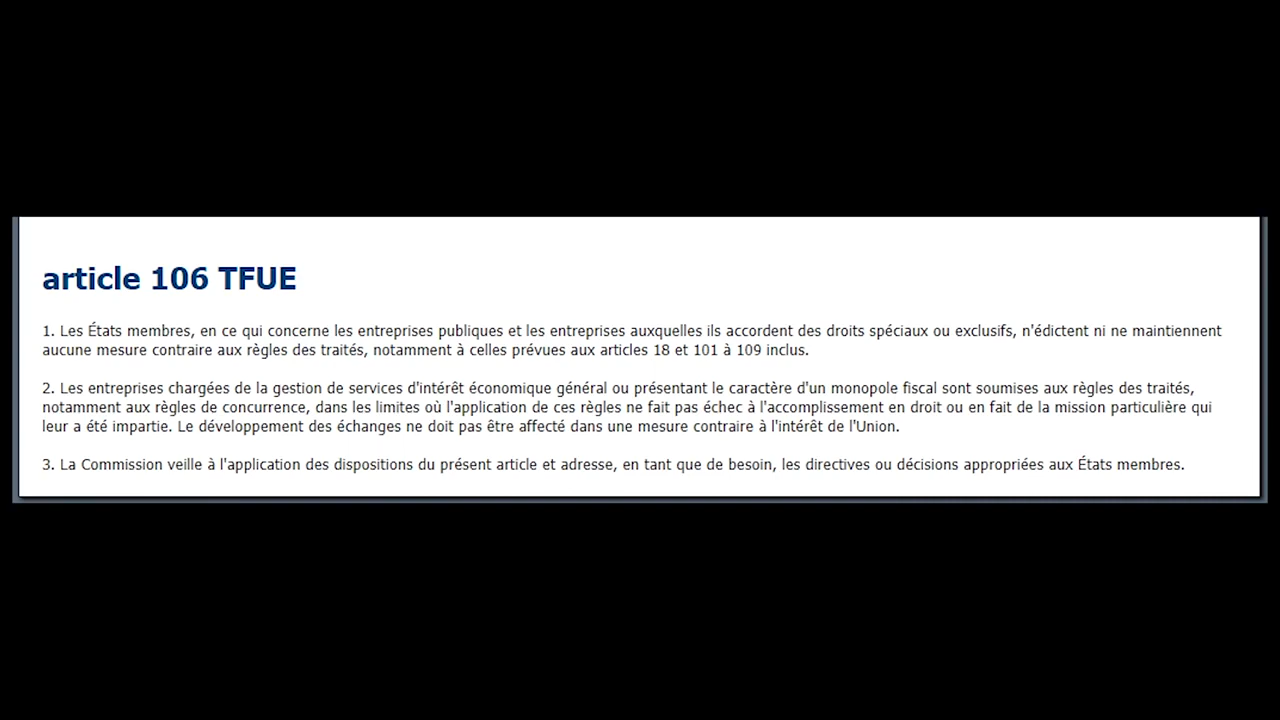 article 106 TFUE
1. Les États membres, en ce qui concerne les entreprises publiques et les entreprises auxquelles ils accordent des droits spéciaux ou exclusifs, n'édictent ni ne maintiennent
aucune mesure contraire aux règles des traités, notamment à celles prévues aux articles 18 et 101 à 109 inclus.
2. Les entreprises chargées de la gestion de services d'intérêt économique général ou présentant le caractère d'un monopole fiscal sont soumises aux règles des traités,
notamment aux règles de concurrence, dans les limites où l'application de ces règles ne fait pas échec à l'accomplissement en droit ou en fait de la mission particulière qui
leur a été impartie. Le développement des échanges ne doit pas être affecté dans une mesure contraire à l'intérêt de l'Union.
3. La Commission veille à l'application des dispositions du présent article et adresse, en tant que de besoin, les directives ou décisions appropriées aux États membres.